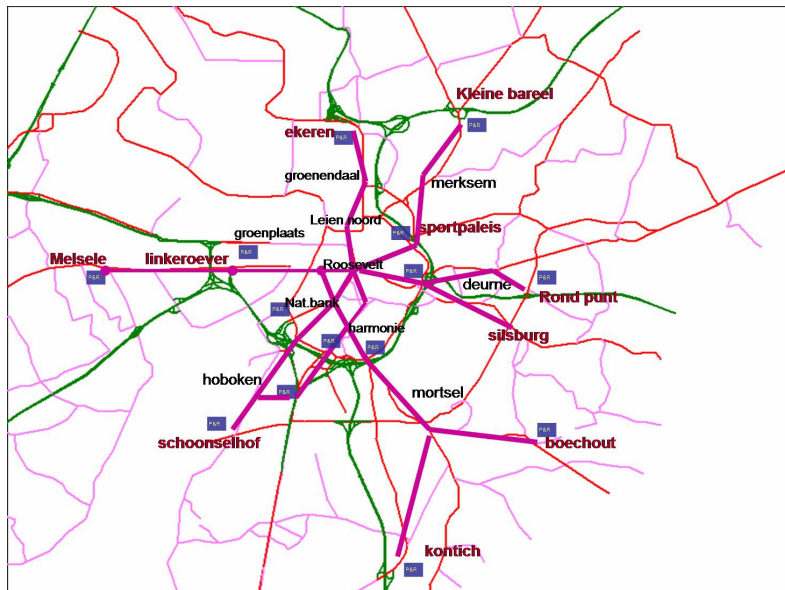 Kleine bareel
P&R
ekeren
P&R
groenendaal
merksem
Leien noord
sportpaleis
P&R
groenplaats
P&R
Melsele
linkeroever
Roosevelt
P&R
P&R
deurne
P&R
Rond punt
Nat.bank
P&R
harmonie
silsburg
P&R
P&R
hoboken
P&R
mortsel
P&R
schoonselhof
P&R
boechout
kontich
P&R